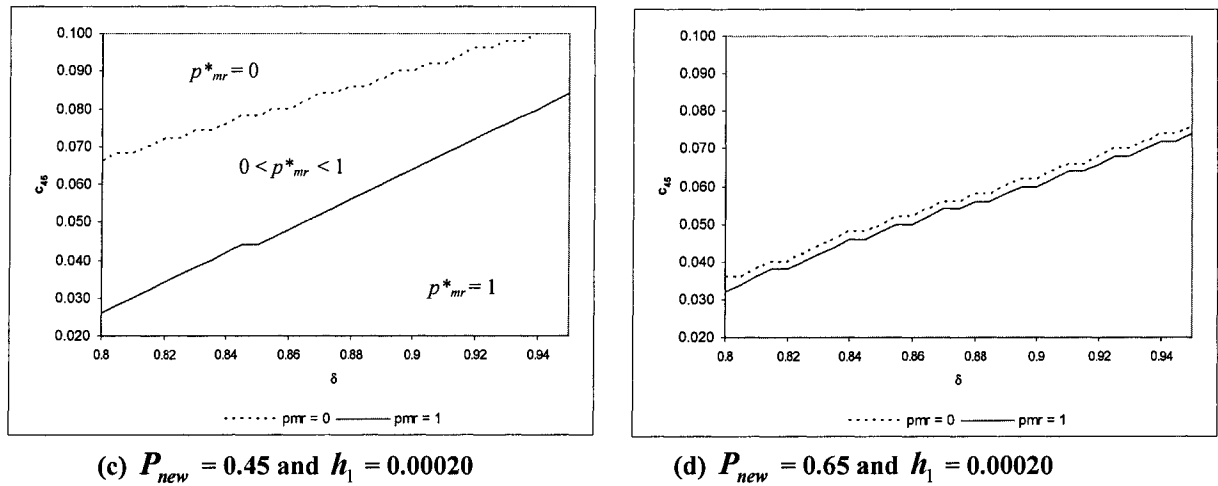 0.100
0.090
0.080
0.070
0.060
0.050
0.040
0.030
0.020
c₄₅
p*ₘᵣ = 0
0 < p*ₘᵣ < 1
p*ₘᵣ = 1
0.8 0.82 0.84 0.86 0.88 0.9 0.92 0.94
δ
pmr = 0 pmr = 1
(c) P_new = 0.45 and h₁ = 0.00020
0.100
0.090
0.080
0.070
0.060
0.050
0.040
0.030
0.020
c₄₅
0.8 0.82 0.84 0.86 0.88 0.9 0.92 0.94
δ
pmr = 0 pmr = 1
(d) P_new = 0.65 and h₁ = 0.00020